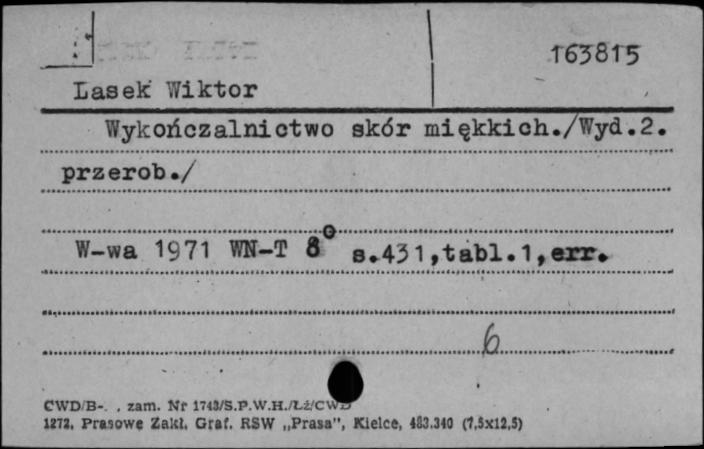 163815
Lasek Wiktor
Wykończalnictwo skór miękkich./Wyd.2.
przerob./
W-wa 1971 WN-T 8° s.431,tabl.1,err.
6
CWD/B-. , zam. Nr 1743/S.P.W.H./Łź/CWD
1272, Prasowe Zakł. Graf. RSW „Prasa”, Kielce, 483.340 (7,5x12,5)